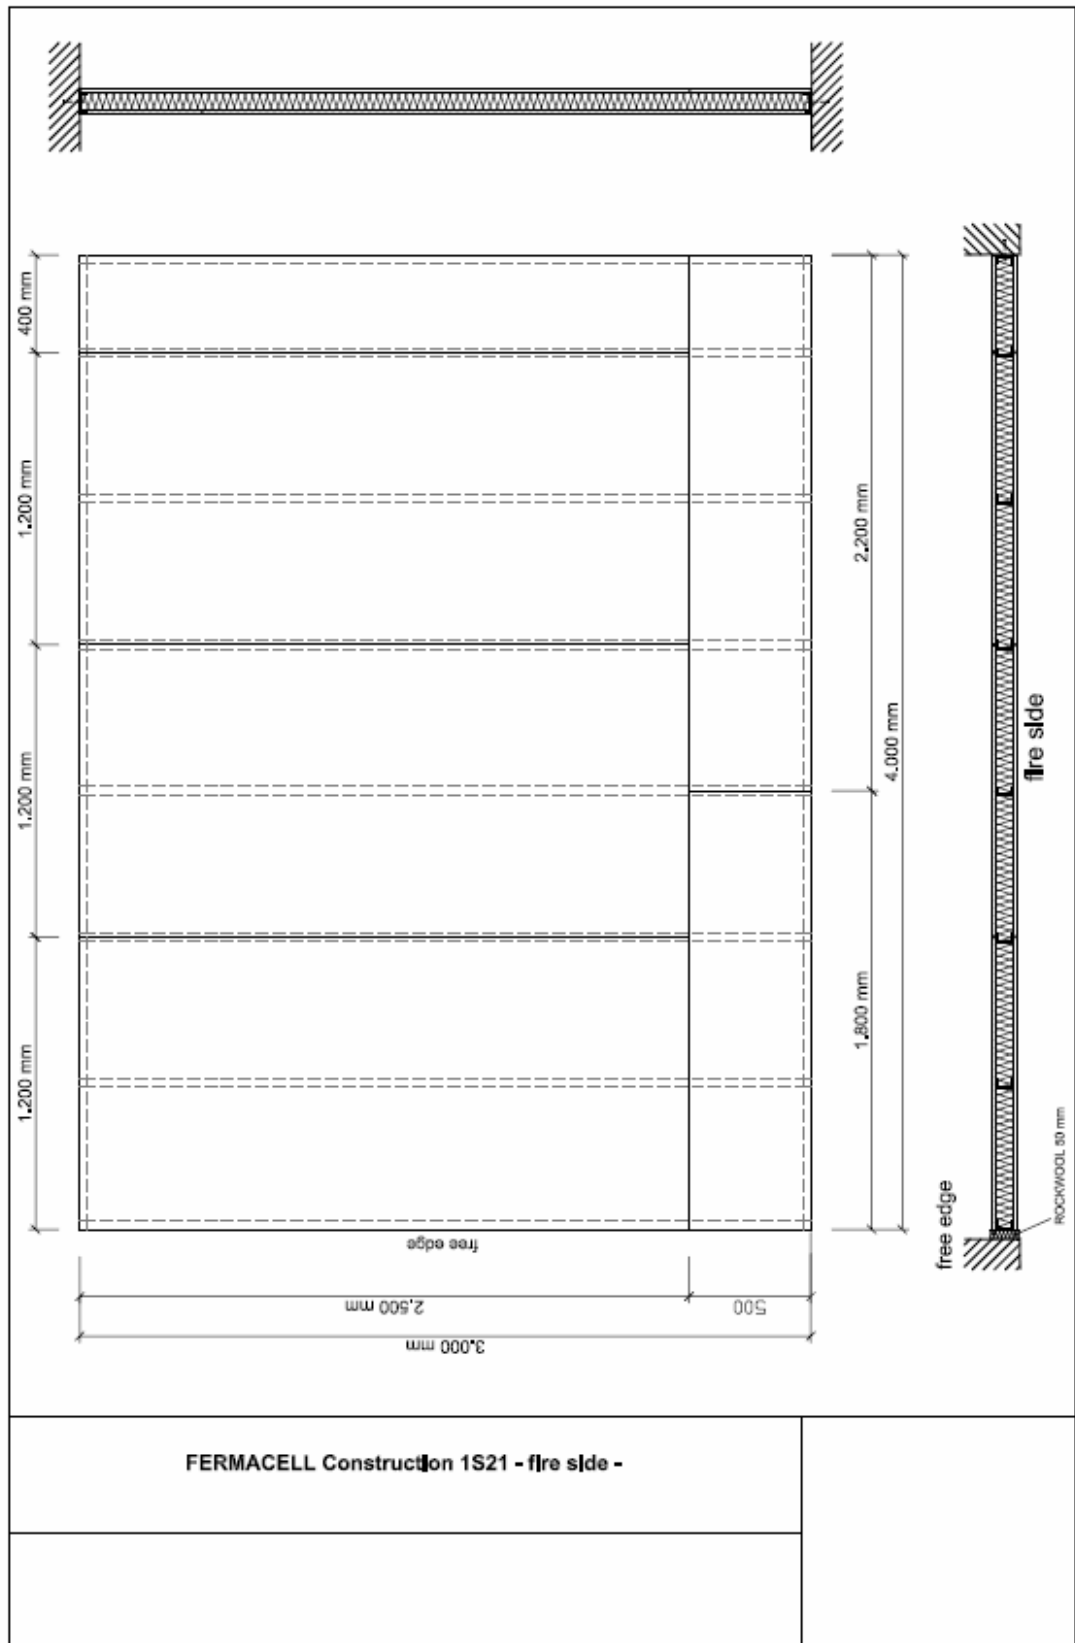 400 mm
1.200 mm
1.200 mm
1.200 mm
2.200 mm
4.000 mm
1.800 mm
fire side
free edge
ROCKWOOL 50 mm
free edge
2.500 mm
500
3.000 mm
FERMACELL Construction 1S21 - fire side -